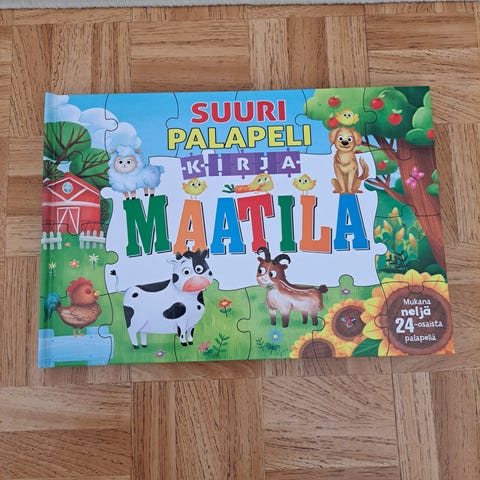 SUURI
PALAPELI
KIRJA
MAATILA
Mukana
neljä
24-osaista
palapeliä